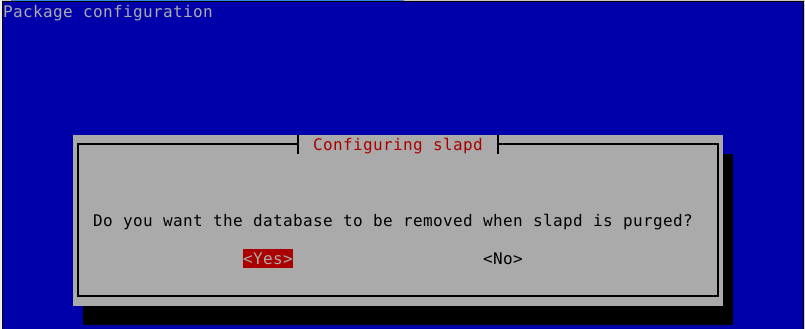 Package configuration
Configuring slapd
Do you want the database to be removed when slapd is purged?
<Yes> <No>